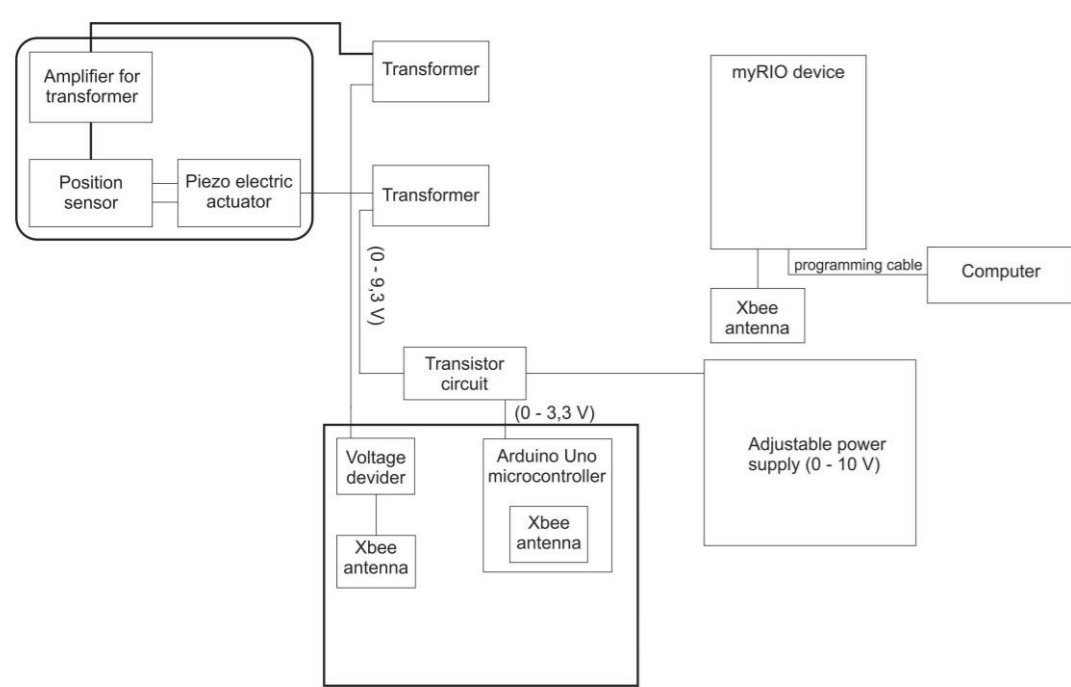 Amplifier for
transformer
Transformer
myRIO device
Position
sensor
Piezo electric
actuator
Transformer
(0 - 9,3 V)
programming cable
Computer
Xbee
antenna
Transistor
circuit
(0 - 3,3 V)
Voltage
devider
Arduino Uno
microcontroller
Adjustable power
supply (0 - 10 V)
Xbee
antenna
Xbee
antenna